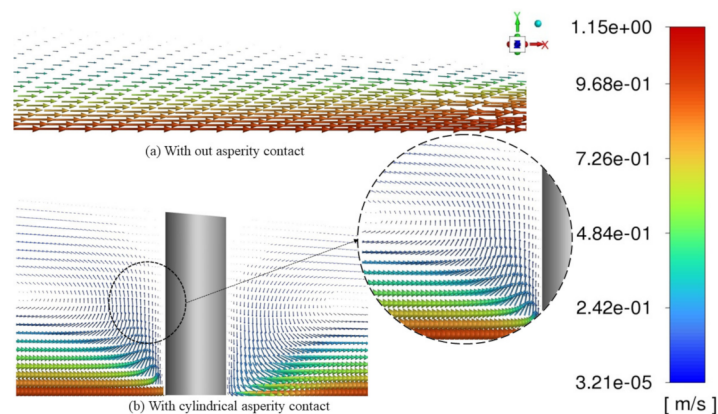 Y
X
1.15e+00
9.68e-01
7.26e-01
4.84e-01
2.42e-01
3.21e-05
[ m/s ]
(a) With out asperity contact
(b) With cylindrical asperity contact